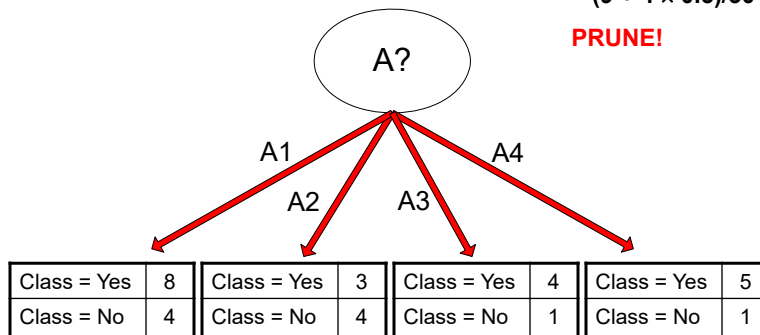 PRUNE!
A?
A1
A4
A2
A3
Class = Yes 8 Class = Yes 3 Class = Yes 4 Class = Yes 5
Class = No 4 Class = No 4 Class = No 1 Class = No 1